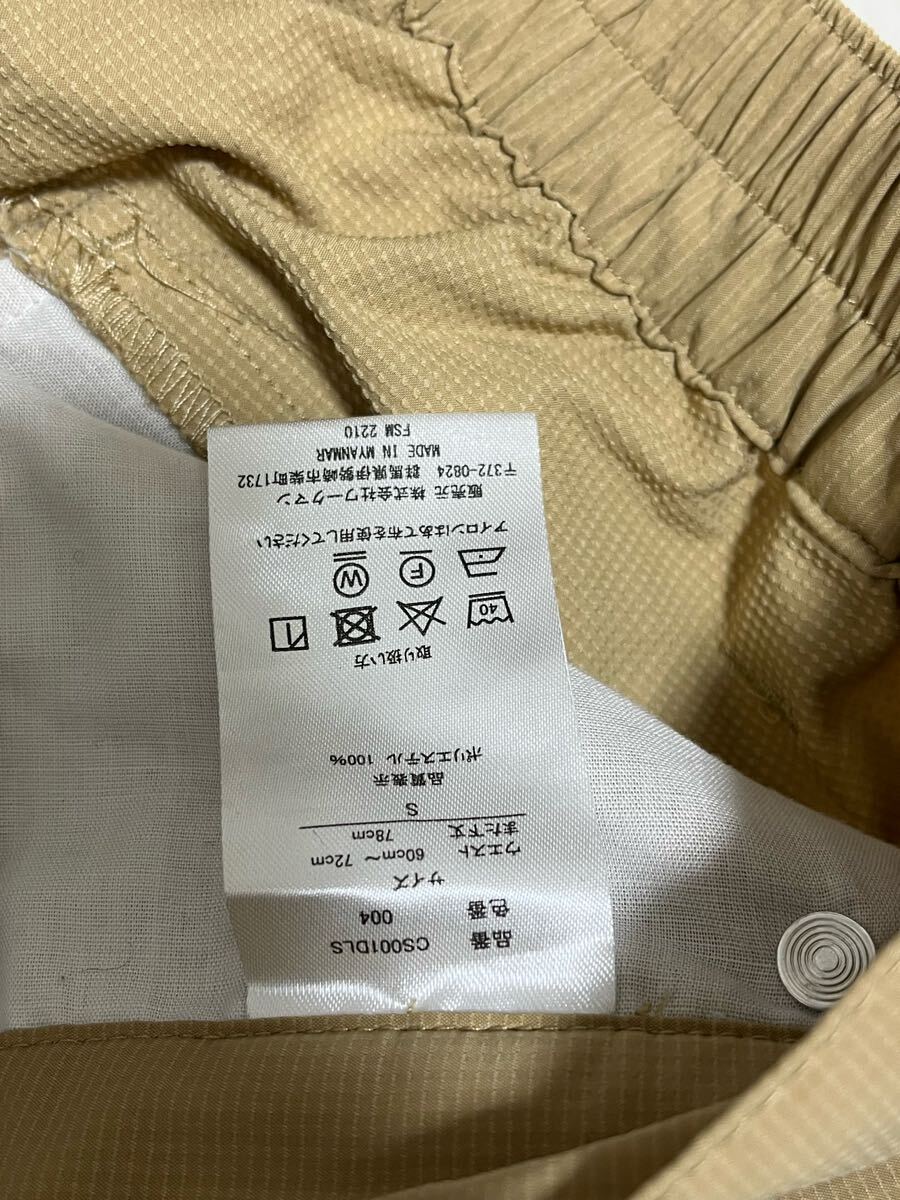 品番 CS001DLS
色番 004
サイズ
ウエスト 60cm～72cm
また下丈 78cm
S
品質表示
ポリエステル 100%
取り扱い方
40
F W
アイロンはあて布を使用してください
販売元 株式会社ワークマン
〒372-0824 群馬県伊勢崎市柴町1732
MADE IN MYANMAR
FSM 2210